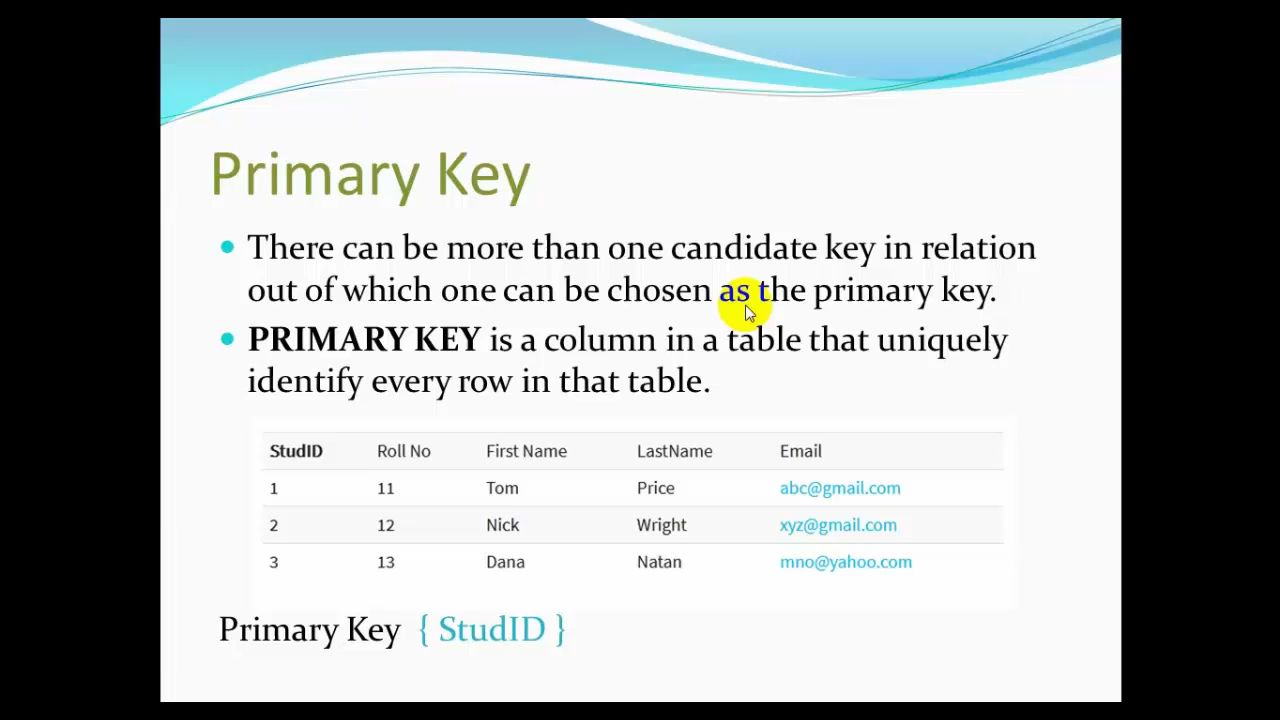 Primary Key
There can be more than one candidate key in relation
out of which one can be chosen as the primary key.
PRIMARY KEY is a column in a table that uniquely
identify every row in that table.
StudID Roll No First Name LastName Email
1 11 Tom Price abc@gmail.com
2 12 Nick Wright xyz@gmail.com
3 13 Dana Natan mno@yahoo.com
Primary Key { StudID }